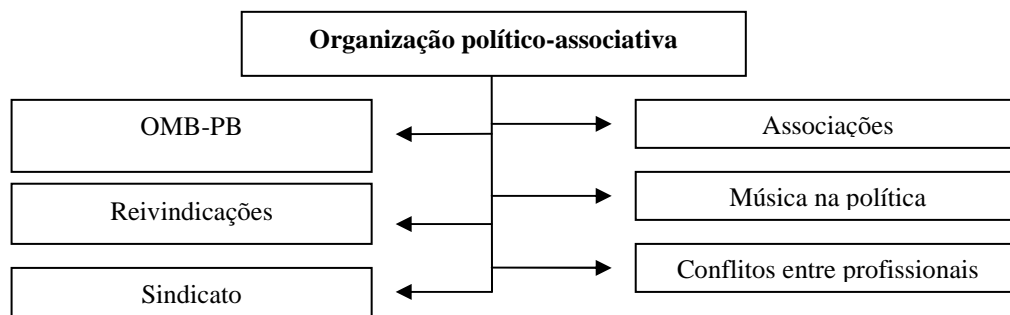 Organização político-associativa
OMB-PB
Associações
Reivindicações
Música na política
Sindicato
Conflitos entre profissionais